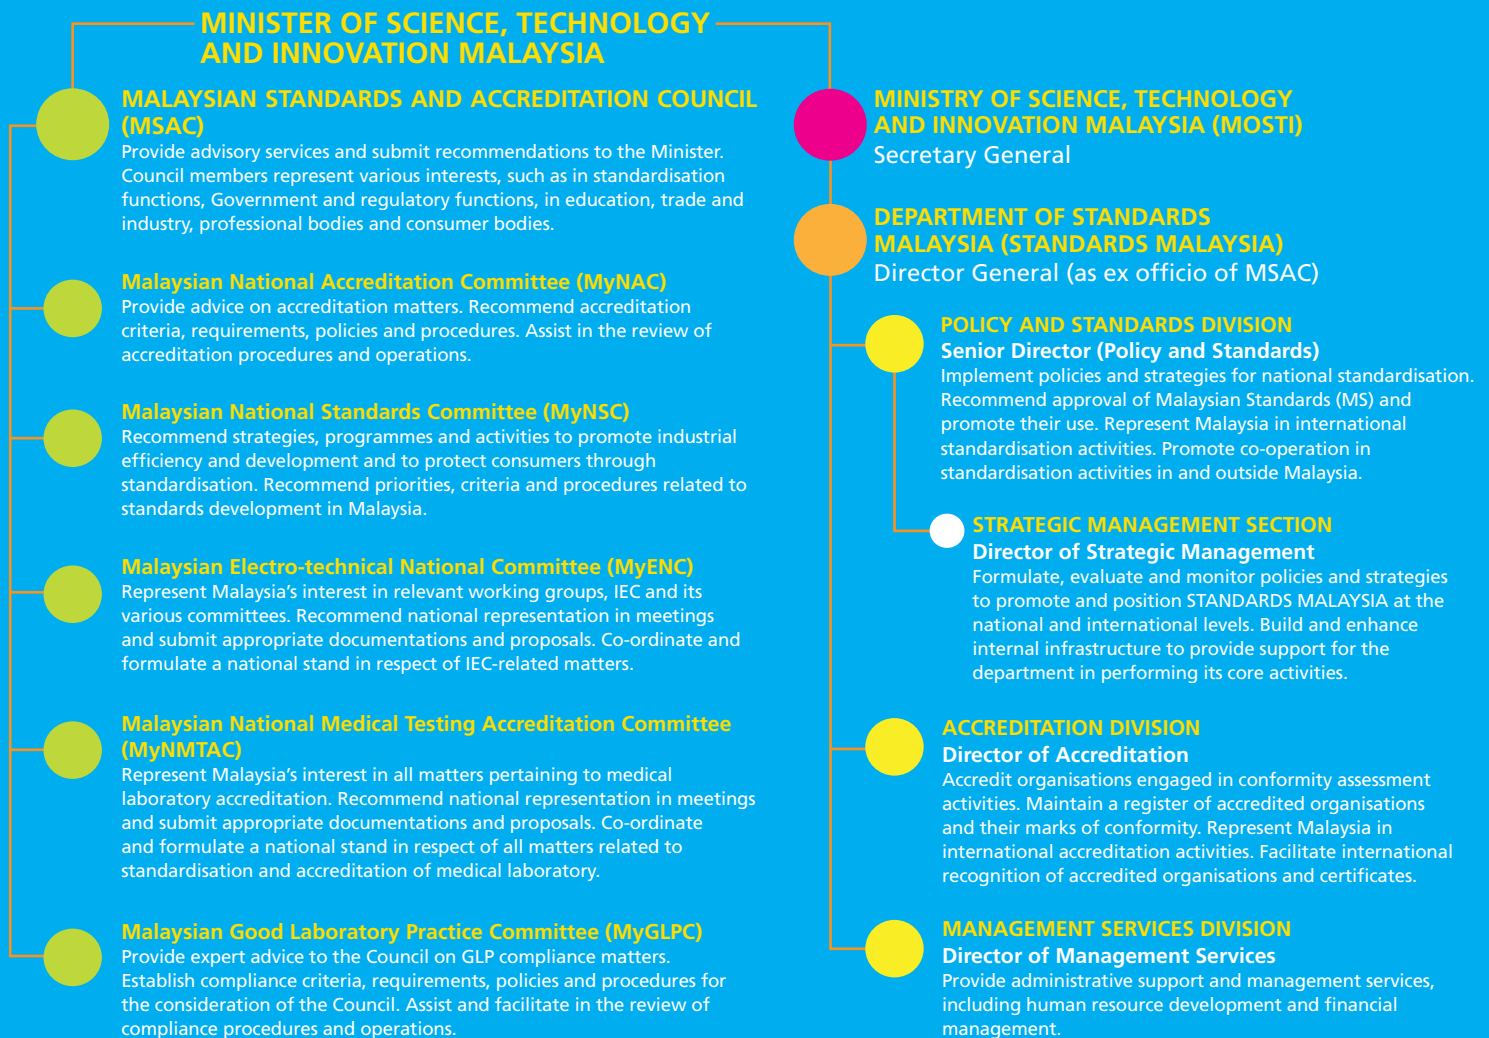 MINISTER OF SCIENCE, TECHNOLOGY
AND INNOVATION MALAYSIA
MALAYSIAN STANDARDS AND ACCREDITATION COUNCIL
(MSAC)
Provide advisory services and submit recommendations to the Minister.
Council members represent various interests, such as in standardisation
functions, Government and regulatory functions, in education, trade and
industry, professional bodies and consumer bodies.
Malaysian National Accreditation Committee (MyNAC)
Provide advice on accreditation matters. Recommend accreditation
criteria, requirements, policies and procedures. Assist in the review of
accreditation procedures and operations.
Malaysian National Standards Committee (MyNSC)
Recommend strategies, programmes and activities to promote industrial
efficiency and development and to protect consumers through
standardisation. Recommend priorities, criteria and procedures related to
standards development in Malaysia.
Malaysian Electro-technical National Committee (MyENC)
Represent Malaysia’s interest in relevant working groups, IEC and its
various committees. Recommend national representation in meetings
and submit appropriate documentations and proposals. Co-ordinate and
formulate a national stand in respect of IEC-related matters.
Malaysian National Medical Testing Accreditation Committee
(MyNMTAC)
Represent Malaysia’s interest in all matters pertaining to medical
laboratory accreditation. Recommend national representation in meetings
and submit appropriate documentations and proposals. Co-ordinate
and formulate a national stand in respect of all matters related to
standardisation and accreditation of medical laboratory.
Malaysian Good Laboratory Practice Committee (MyGLPC)
Provide expert advice to the Council on GLP compliance matters.
Establish compliance criteria, requirements, policies and procedures for
the consideration of the Council. Assist and facilitate in the review of
compliance procedures and operations.
MINISTRY OF SCIENCE, TECHNOLOGY
AND INNOVATION MALAYSIA (MOSTI)
Secretary General
DEPARTMENT OF STANDARDS
MALAYSIA (STANDARDS MALAYSIA)
Director General (as ex officio of MSAC)
POLICY AND STANDARDS DIVISION
Senior Director (Policy and Standards)
Implement policies and strategies for national standardisation.
Recommend approval of Malaysian Standards (MS) and
promote their use. Represent Malaysia in international
standardisation activities. Promote co-operation in
standardisation activities in and outside Malaysia.
STRATEGIC MANAGEMENT SECTION
Director of Strategic Management
Formulate, evaluate and monitor policies and strategies
to promote and position STANDARDS MALAYSIA at the
national and international levels. Build and enhance
internal infrastructure to provide support for the
department in performing its core activities.
ACCREDITATION DIVISION
Director of Accreditation
Accredit organisations engaged in conformity assessment
activities. Maintain a register of accredited organisations
and their marks of conformity. Represent Malaysia in
international accreditation activities. Facilitate international
recognition of accredited organisations and certificates.
MANAGEMENT SERVICES DIVISION
Director of Management Services
Provide administrative support and management services,
including human resource development and financial
management.